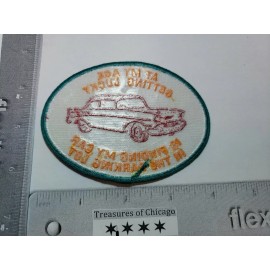 AT MY AGE
GETTING LUCKY
IS FINDING MY CAR
IN THE PARKING LOT
flex
Treasures of Chicago